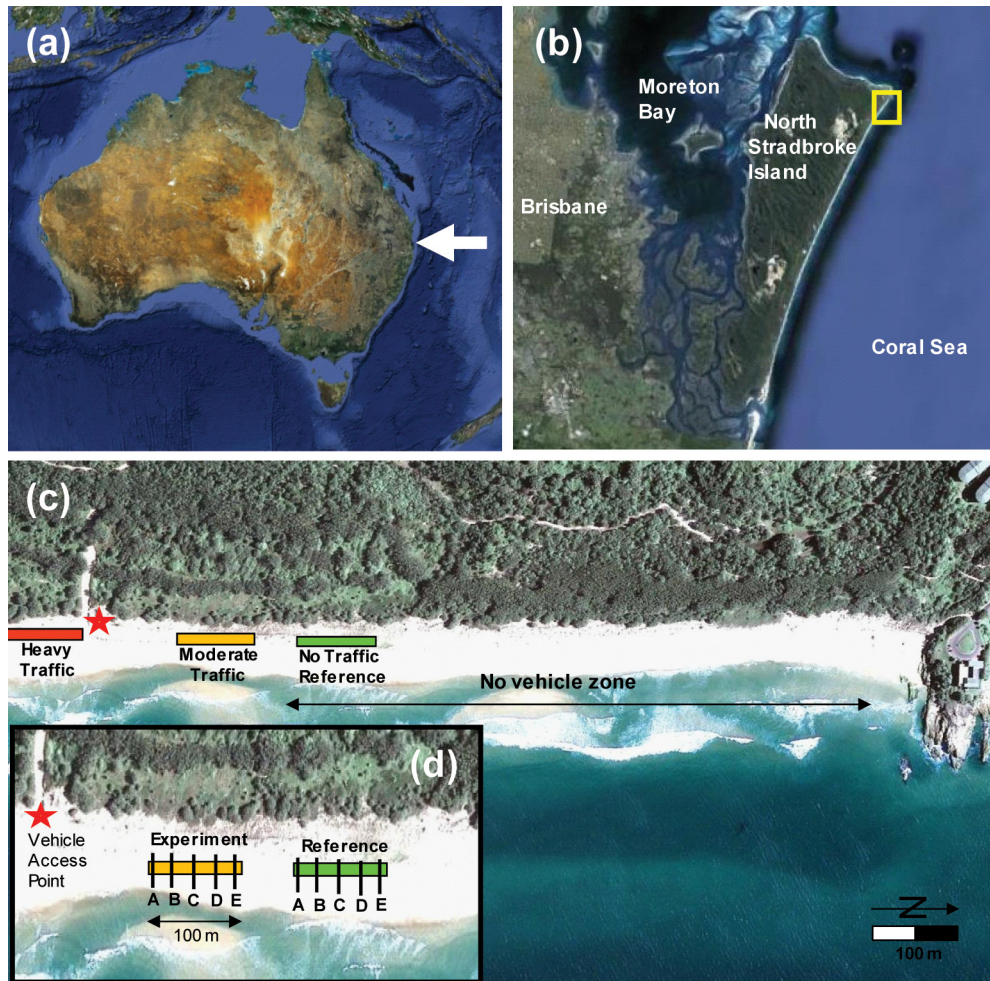 (a)
(b)
Moreton
Bay
North
Stradbroke
Island
Brisbane
Coral Sea
(c)
Heavy
Traffic
Moderate
Traffic
No Traffic
Reference
No vehicle zone
(d)
Vehicle
Access
Point
Experiment
A B C D E
100 m
Reference
A B C D E
N
100 m